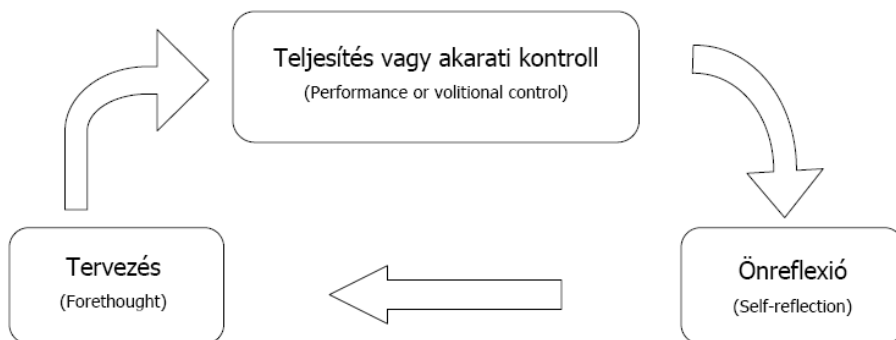 Teljesítés vagy akarati kontroll
(Performance or volitional control)
Tervezés
(Forethought)
Önreflexió
(Self-reflection)